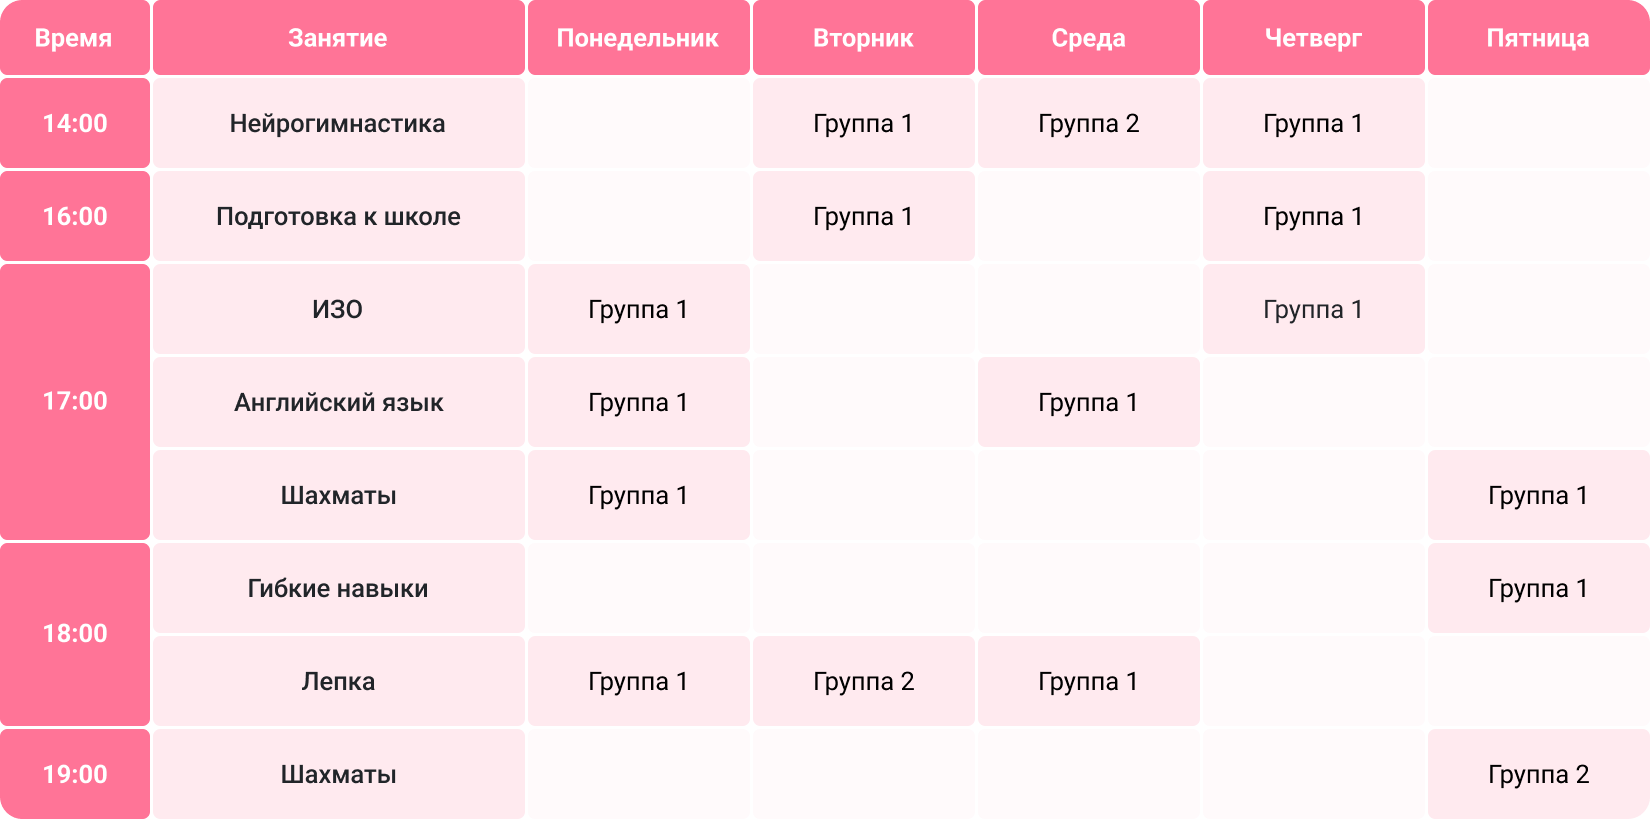 Время Занятие Понедельник Вторник Среда Четверг Пятница
14:00 Нейрогимнастика Группа 1 Группа 2 Группа 1
16:00 Подготовка к школе Группа 1 Группа 1
ИЗО Группа 1 Группа 1
17:00 Английский язык Группа 1 Группа 1
Шахматы Группа 1 Группа 1
Гибкие навыки Группа 1
18:00
Лепка Группа 1 Группа 2 Группа 1
19:00 Шахматы Группа 2